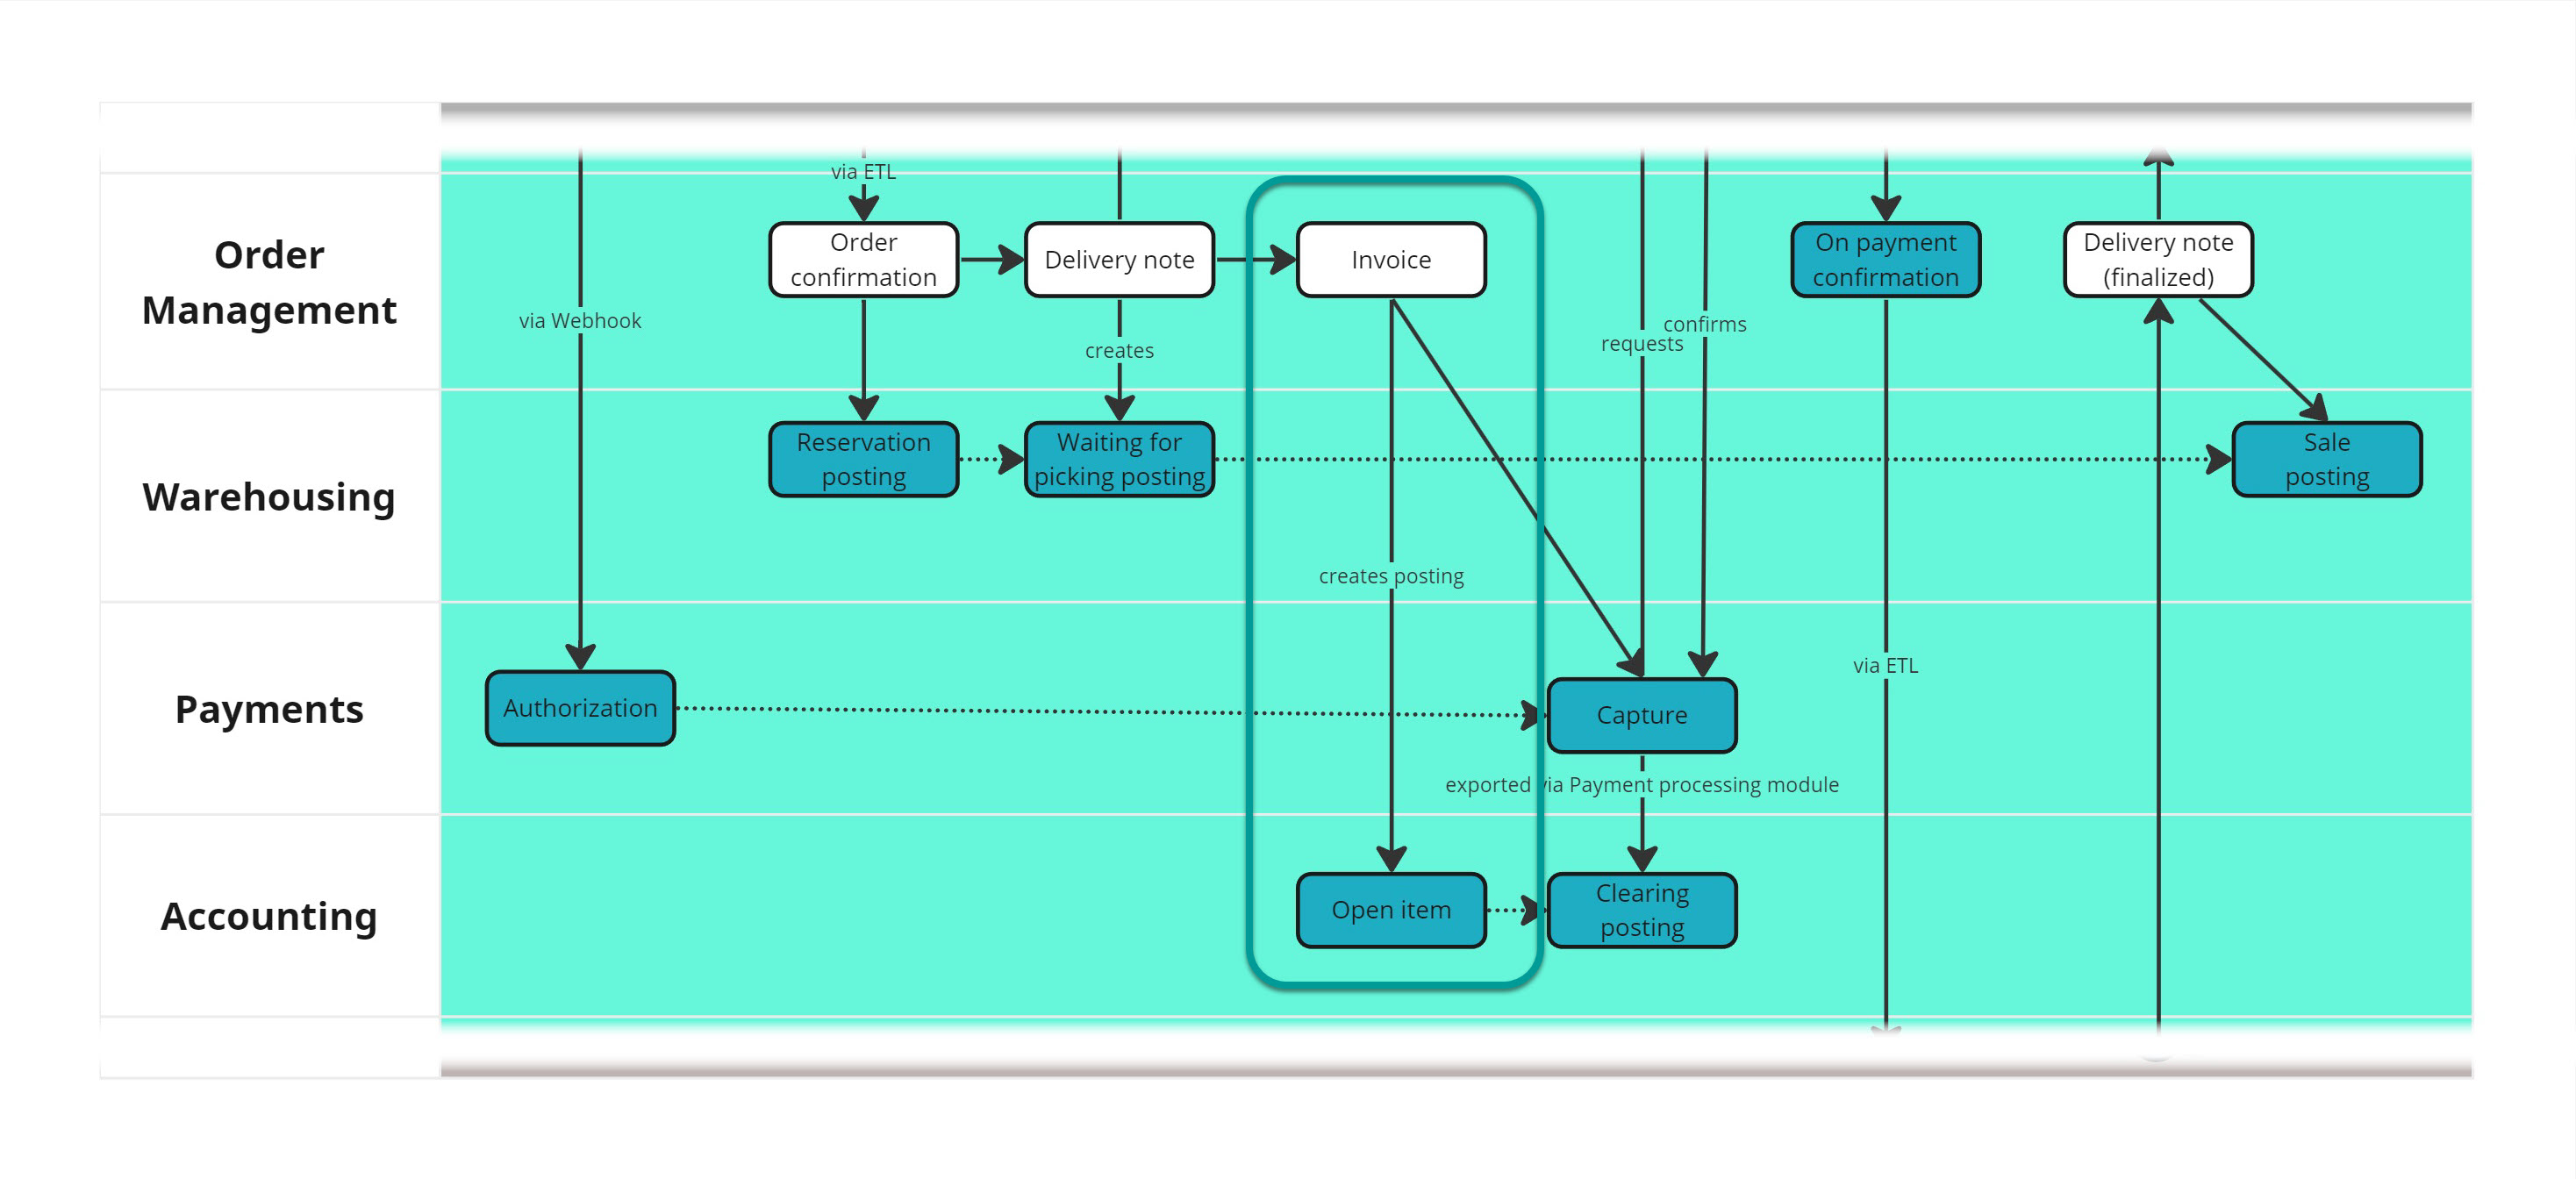 via ETL
Order
Management
Order
confirmation
Delivery note
Invoice
On payment
confirmation
Delivery note
(finalized)
via Webhook
creates
requests
confirms
Warehousing
Reservation
posting
Waiting for
picking posting
Sale
posting
creates posting
Payments
Authorization
Capture
via ETL
exported via Payment processing module
Accounting
Open item
Clearing
posting